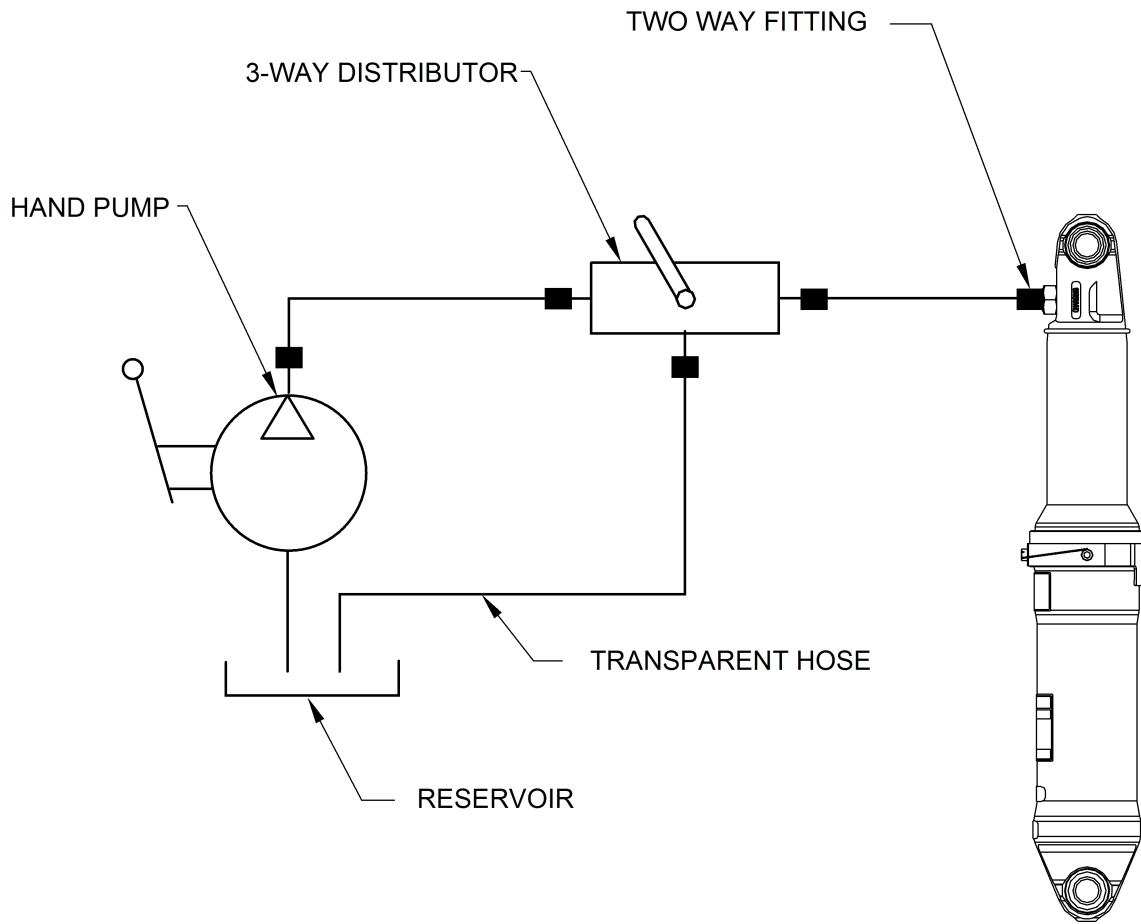 TWO WAY FITTING
3-WAY DISTRIBUTOR
HAND PUMP
TRANSPARENT HOSE
RESERVOIR